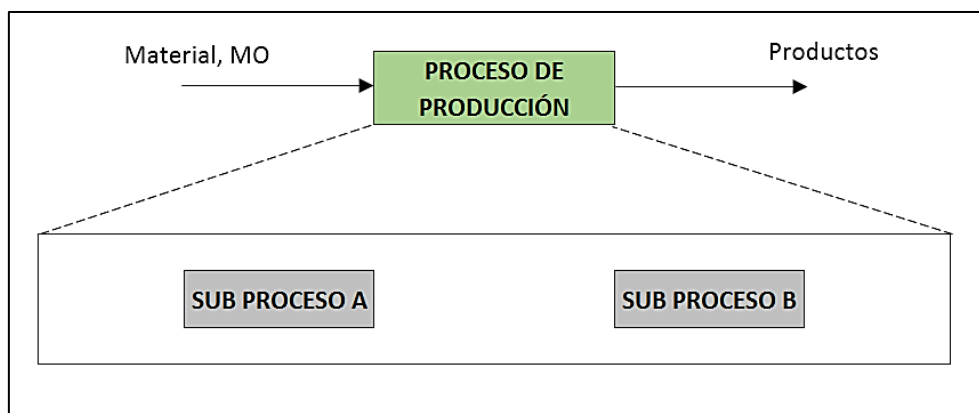 Material, MO
PROCESO DE
PRODUCCIÓN
Productos
SUB PROCESO A
SUB PROCESO B